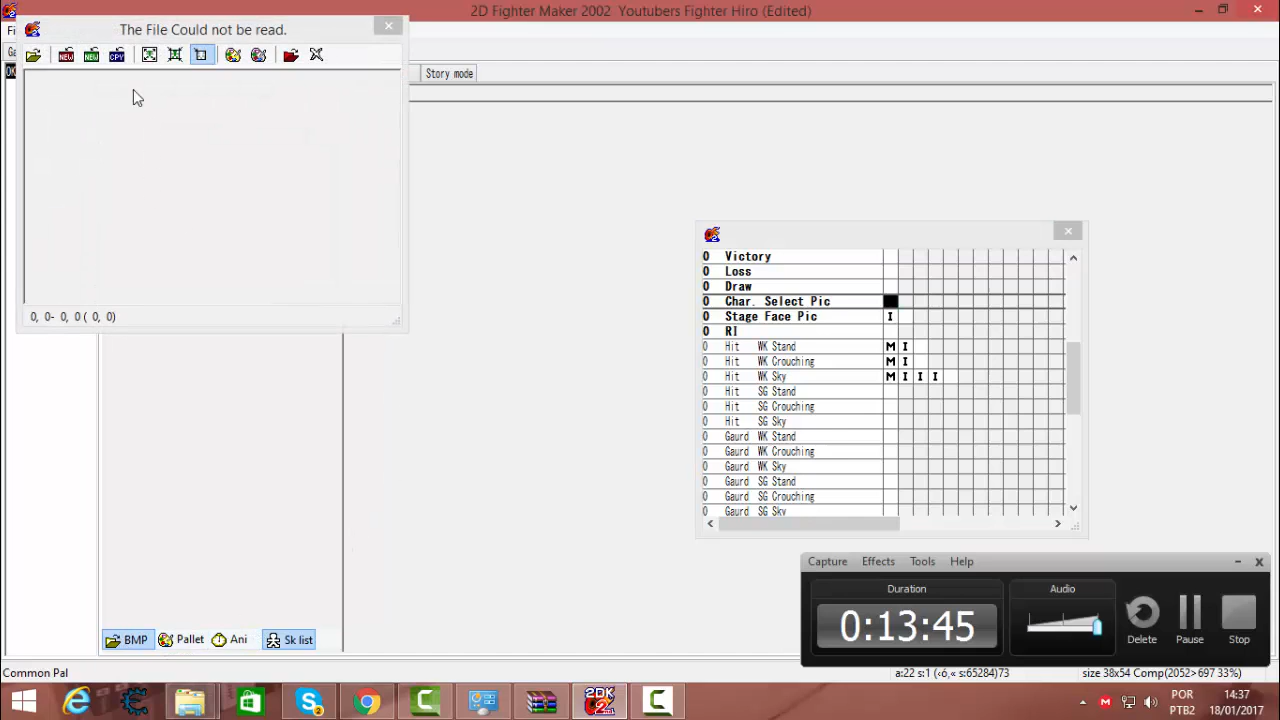 2D Fighter Maker 2002 Youtubers Fighter Hiro (Edited)
The File Could not be read.
NEW NEW CPY
Story mode
0, 0- 0, 0 ( 0, 0)
0 Victory
0 Loss
0 Draw
0 Char. Select Pic
0 Stage Face Pic I
0 RI
0 Hit WK Stand M I
0 Hit WK Crouching M I
0 Hit WK Sky M I I I
0 Hit SG Stand
0 Hit SG Crouching
0 Hit SG Sky
0 Gaurd WK Stand
0 Gaurd WK Crouching
0 Gaurd WK Sky
0 Gaurd SG Stand
0 Gaurd SG Crouching
0 Gaurd SG Sky
Capture Effects Tools Help
Duration
Audio
0:13:45
Delete Pause Stop
BMP Pallet Ani Sk list
Common Pal
size 38x54 Comp(2052>697 33%)
2DK
POR
PTB2
14:37
18/01/2017